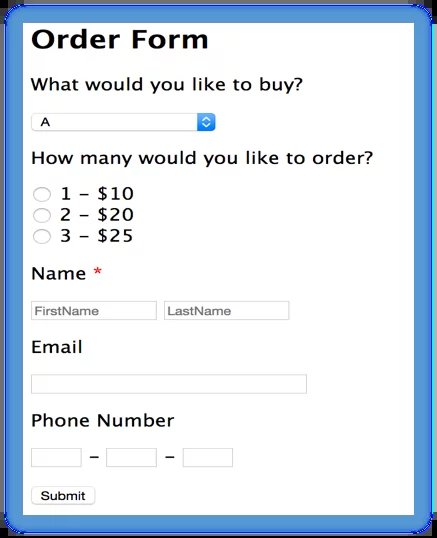 Order Form
What would you like to buy?
A
How many would you like to order?
1 – $10
2 – $20
3 – $25
Name *
FirstName LastName
Email
Phone Number
– –
Submit